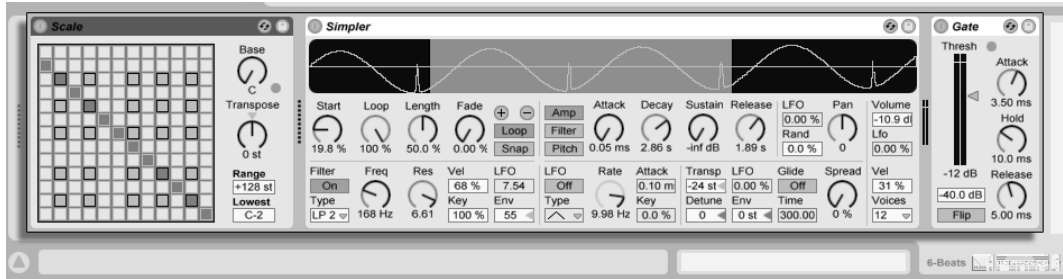 Scale
Base
C
Transpose
0 st
Range
+128 st
Lowest
C-2
Simpler
Start Loop Length Fade
19.8 % 100 % 50.0 % 0.00 %
Loop
Snap
Amp
Filter
Pitch
Attack Decay Sustain Release
0.05 ms 2.86 s -inf dB 1.89 s
LFO
0.00 %
Rand
0.0 %
Pan
0
Volume
-10.9 d
Lfo
0.00 %
Filter
On
Type
LP 2
Freq
168 Hz
Res
6.61
Vel
68 %
Key
100 %
LFO
7.54
Env
55
LFO
Off
Type
Rate
9.98 Hz
Attack
0.10 m
Key
0.0 %
Transp
-24 st
Detune
0
LFO
0.00 %
Env
0 st
Glide
Off
Time
300.00
Spread
0 %
Vel
31 %
Voices
12
Gate
Thresh
-12 dB
-40.0 dB
Flip
Attack
3.50 ms
Hold
10.0 ms
Release
5.00 ms
6-Beats